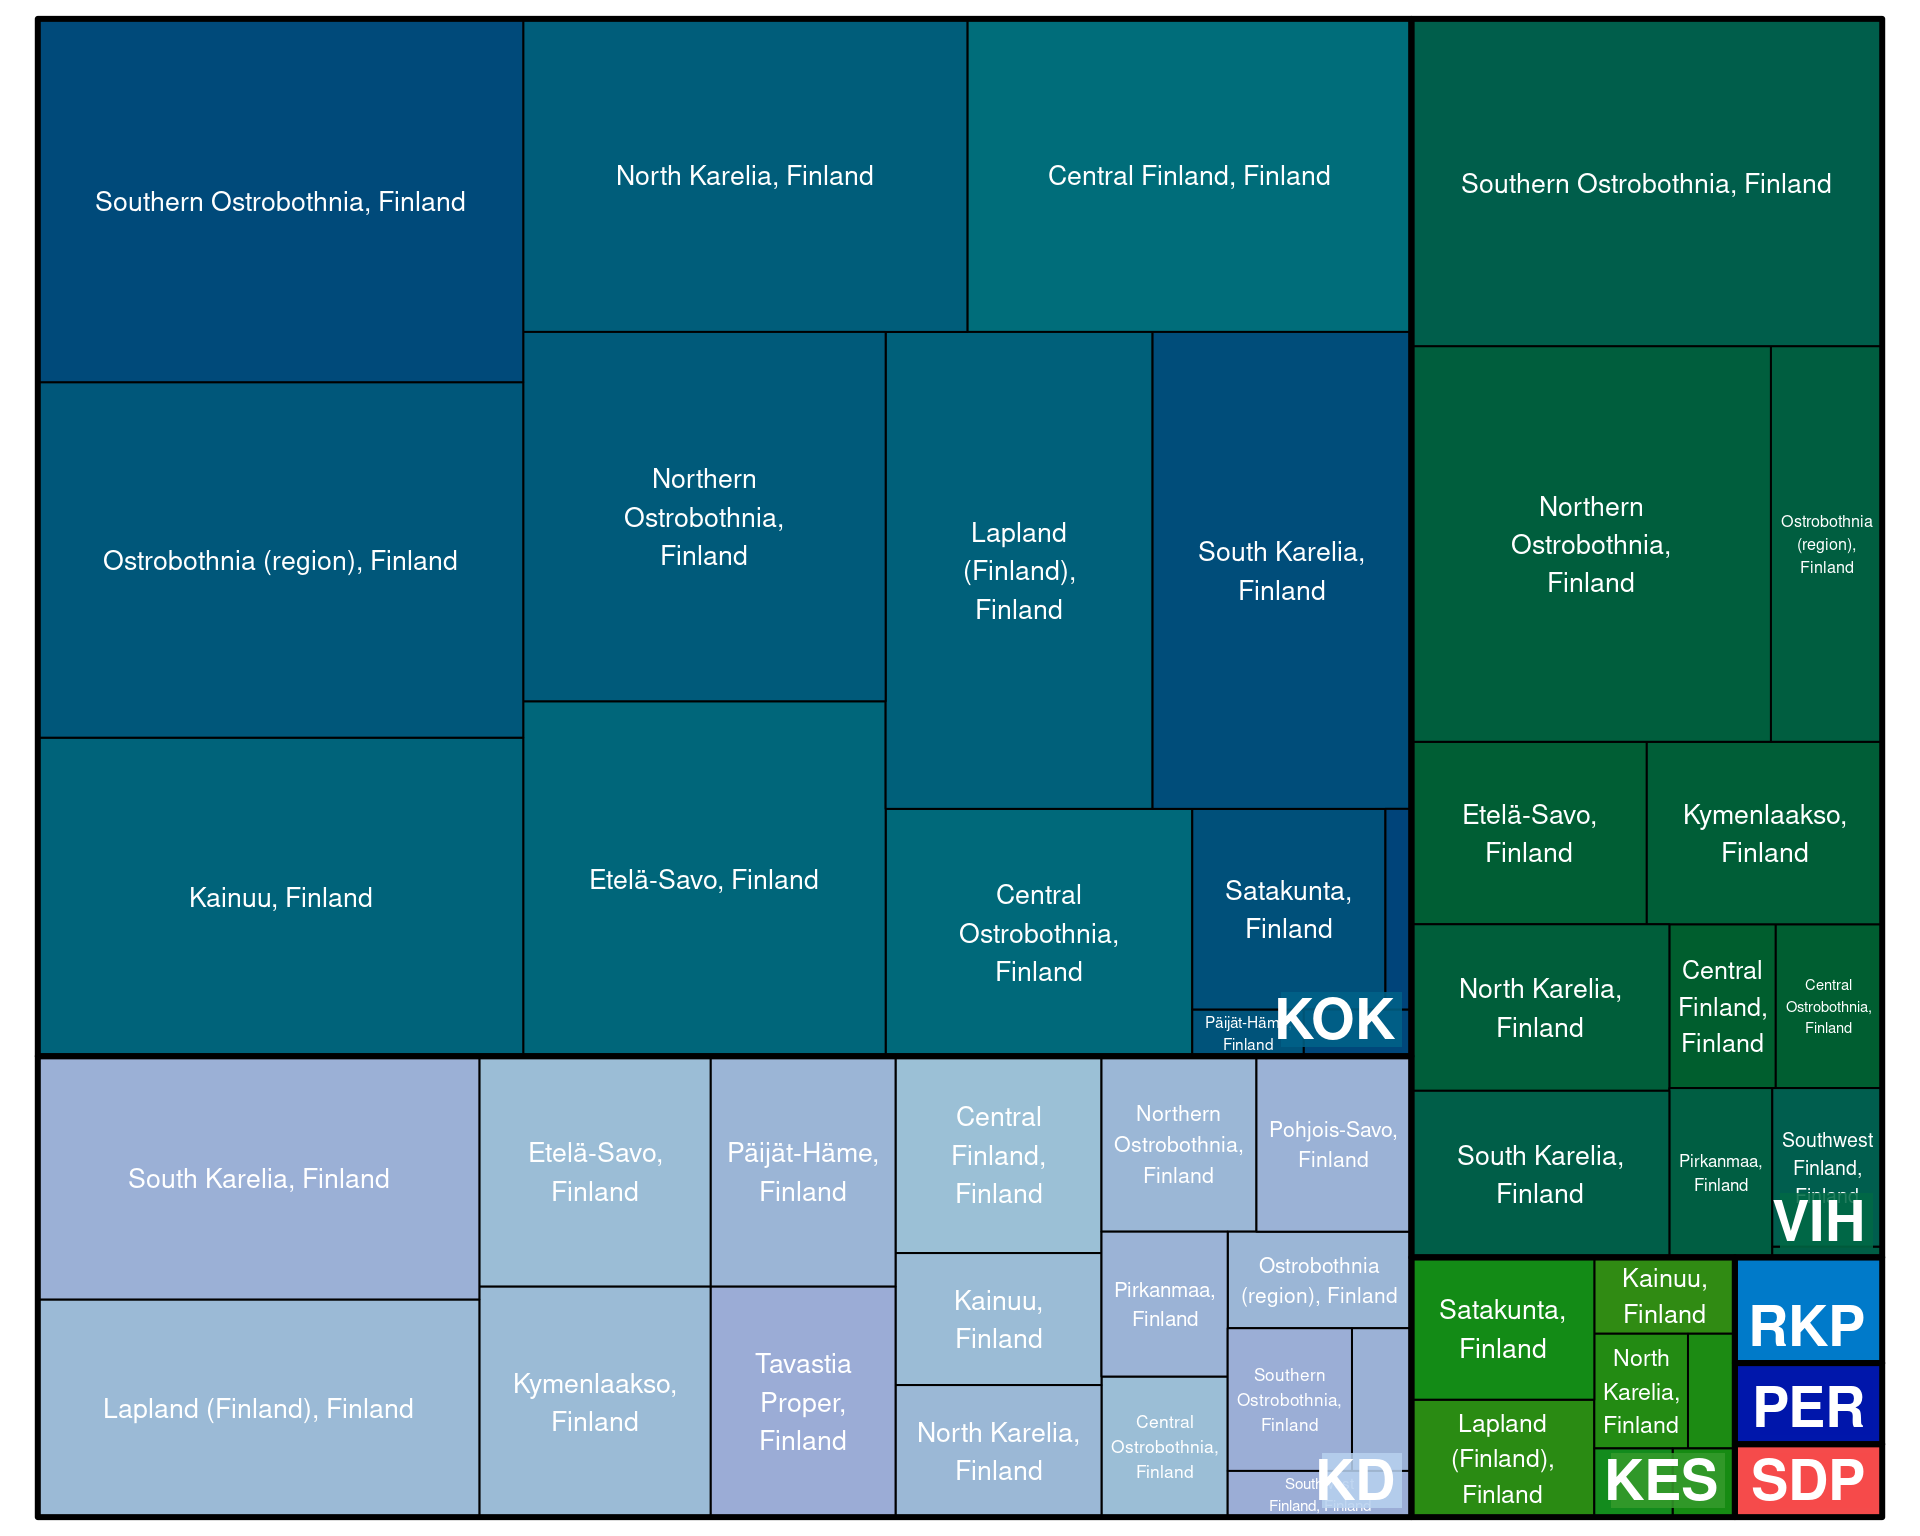 Southern Ostrobothnia, Finland
Ostrobothnia (region), Finland
Kainuu, Finland
North Karelia, Finland
Central Finland, Finland
Northern
Ostrobothnia,
Finland
Etelä-Savo, Finland
Lapland
(Finland),
Finland
South Karelia,
Finland
Central
Ostrobothnia,
Finland
Satakunta,
Finland
Päijät-Häm
Finland
KOK
Southern Ostrobothnia, Finland
Northern
Ostrobothnia,
Finland
Ostrobothnia
(region),
Finland
Etelä-Savo,
Finland
Kymenlaakso,
Finland
North Karelia,
Finland
Central
Finland,
Finland
Central
Ostrobothnia,
Finland
South Karelia,
Finland
Pirkanmaa,
Finland
Southwest
Finland,
Finland
VIH
South Karelia, Finland
Lapland (Finland), Finland
Etelä-Savo,
Finland
Kymenlaakso,
Finland
Päijät-Häme,
Finland
Tavastia
Proper,
Finland
Central
Finland,
Finland
Kainuu,
Finland
North Karelia,
Finland
Northern
Ostrobothnia,
Finland
Pohjois-Savo,
Finland
Pirkanmaa,
Finland
Central
Ostrobothnia,
Finland
Ostrobothnia
(region), Finland
Southern
Ostrobothnia,
Finland
Finland, Finland
KD
Satakunta,
Finland
Lapland
(Finland),
Finland
Kainuu,
Finland
North
Karelia,
Finland
KES
RKP
PER
SDP